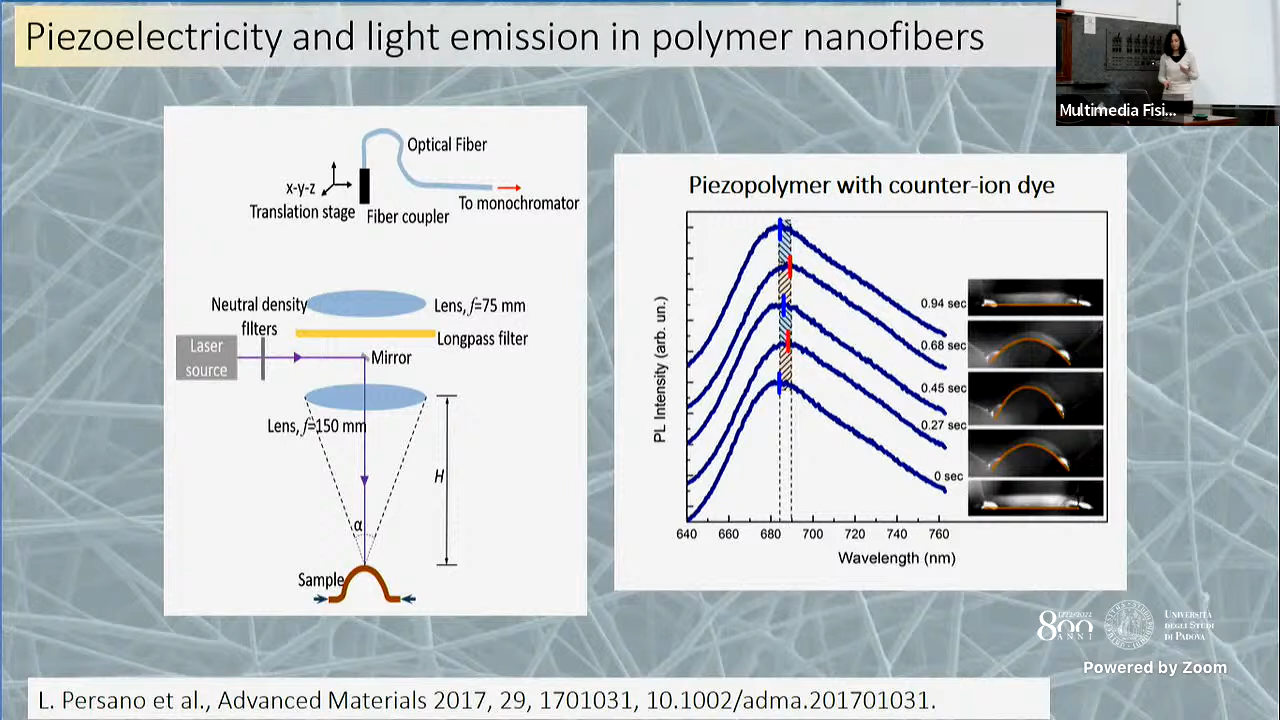 Piezoelectricity and light emission in polymer nanofibers
Multimedia Fisi...
Optical Fiber
x-y-z
Translation stage
Fiber coupler
To monochromator
Neutral density
filters
Lens, f=75 mm
Longpass filter
Laser
source
Mirror
Lens, f=150 mm
H
α
Sample
Piezopolymer with counter-ion dye
PL Intensity (arb. un.)
0.94 sec
0.68 sec
0.45 sec
0.27 sec
0 sec
640 660 680 700 720 740 760
Wavelength (nm)
1222-2022
800
ANNI
UNIVERSITÀ
DEGLI STUDI
DI PADOVA
Powered by Zoom
L. Persano et al., Advanced Materials 2017, 29, 1701031, 10.1002/adma.201701031.